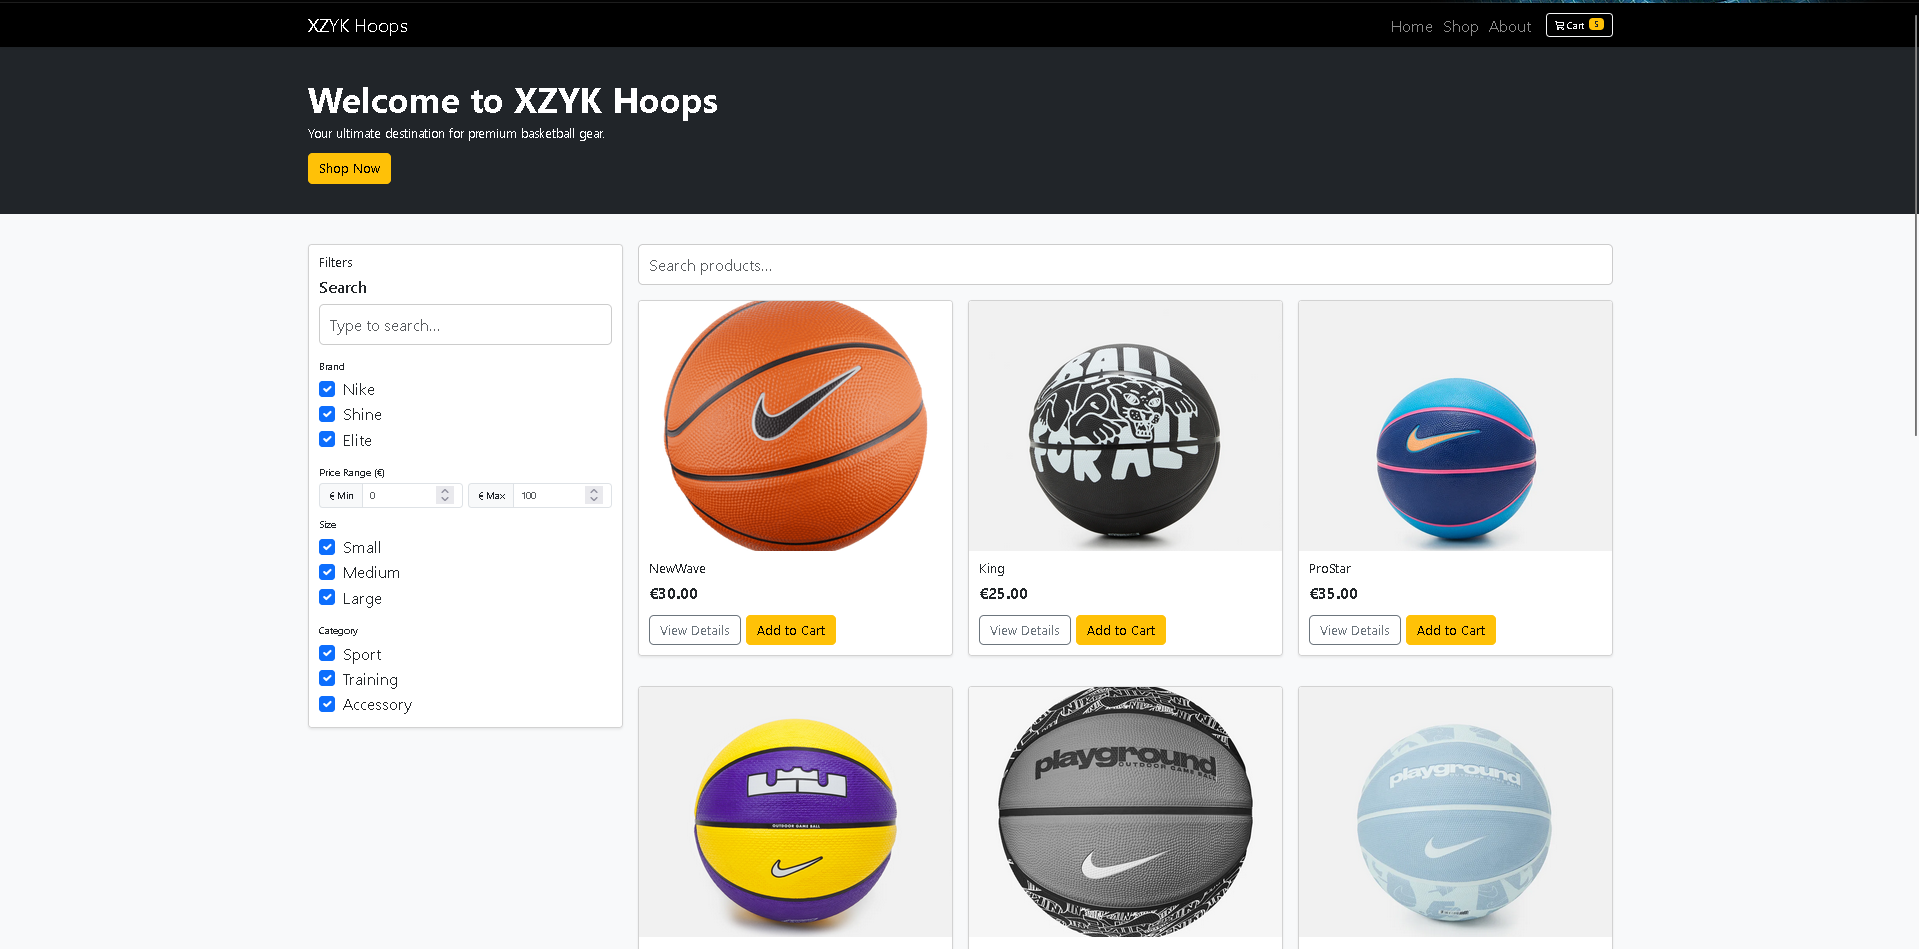 XZYK Hoops
Home Shop About Cart 5
Welcome to XZYK Hoops
Your ultimate destination for premium basketball gear.
Shop Now
Filters
Search
Type to search...
Brand
Nike
Shine
Elite
Price Range (€)
€ Min 0 € Max 100
Size
Small
Medium
Large
Category
Sport
Training
Accessory
Search products...
BALL
FOR ALL
NewWave
€30.00
View Details Add to Cart
King
€25.00
View Details Add to Cart
ProStar
€35.00
View Details Add to Cart
OUTDOOR GAME BALL
playground
OUTDOOR GAME BALL
playground